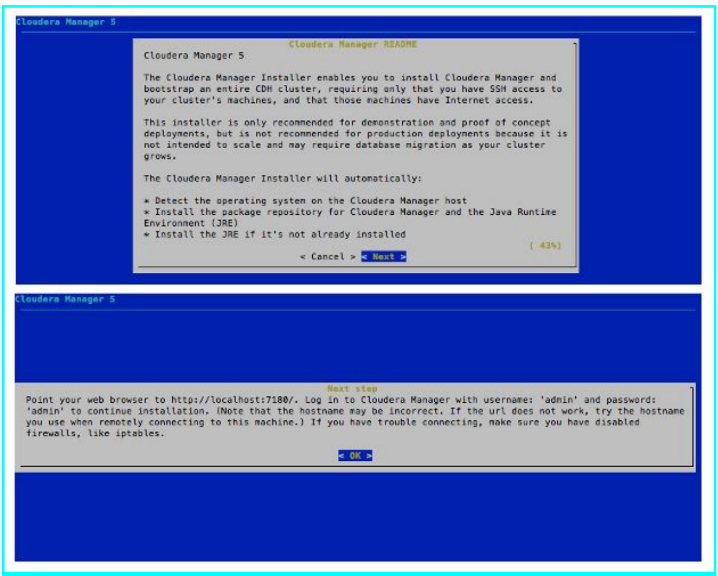 Cloudera Manager 5
Cloudera Manager README
Cloudera Manager 5
The Cloudera Manager Installer enables you to install Cloudera Manager and
bootstrap an entire CDH cluster, requiring only that you have SSH access to
your cluster's machines, and that those machines have Internet access.
This installer is only recommended for demonstration and proof of concept
deployments, but is not recommended for production deployments because it is
not intended to scale and may require database migration as your cluster
grows.
The Cloudera Manager Installer will automatically:
* Detect the operating system on the Cloudera Manager host
* Install the package repository for Cloudera Manager and the Java Runtime
Environment (JRE)
* Install the JRE if it's not already installed
( 43%)
< Cancel > < Next >
Cloudera Manager 5
Next step
Point your web browser to http://localhost:7180/. Log in to Cloudera Manager with username: 'admin' and password:
'admin' to continue installation. (Note that the hostname may be incorrect. If the url does not work, try the hostname
you use when remotely connecting to this machine.) If you have trouble connecting, make sure you have disabled
firewalls, like iptables.
< OK >